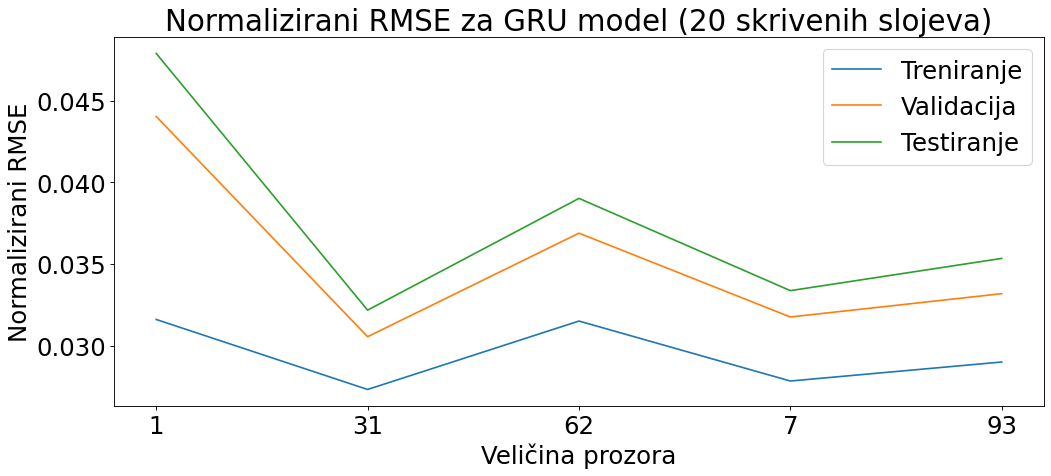 Normalizirani RMSE za GRU model (20 skrivenih slojeva)
Normalizirani RMSE
0.045
0.040
0.035
0.030
Treniranje
Validacija
Testiranje
1 31 62 7 93
Veličina prozora